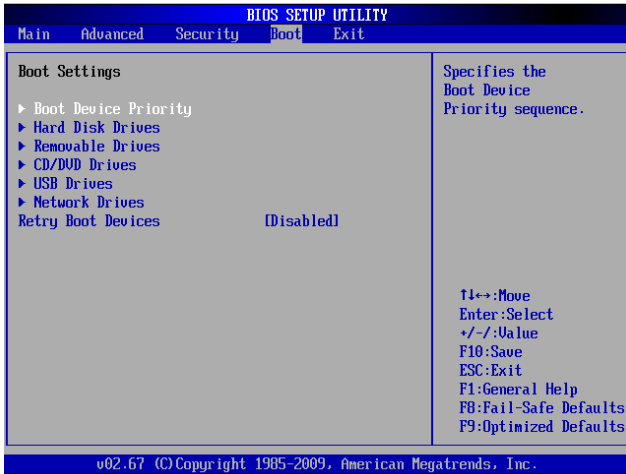 BIOS SETUP UTILITY
Main Advanced Security Boot Exit
Boot Settings
▶ Boot Device Priority
▶ Hard Disk Drives
▶ Removable Drives
▶ CD/DVD Drives
▶ USB Drives
▶ Network Drives
Retry Boot Devices [Disabled]
Specifies the
Boot Device
Priority sequence.
↑↓↔:Move
Enter:Select
+/-/:Value
F10:Save
ESC:Exit
F1:General Help
F8:Fail-Safe Defaults
F9:Optimized Defaults
v02.67 (C)Copyright 1985-2009, American Megatrends, Inc.